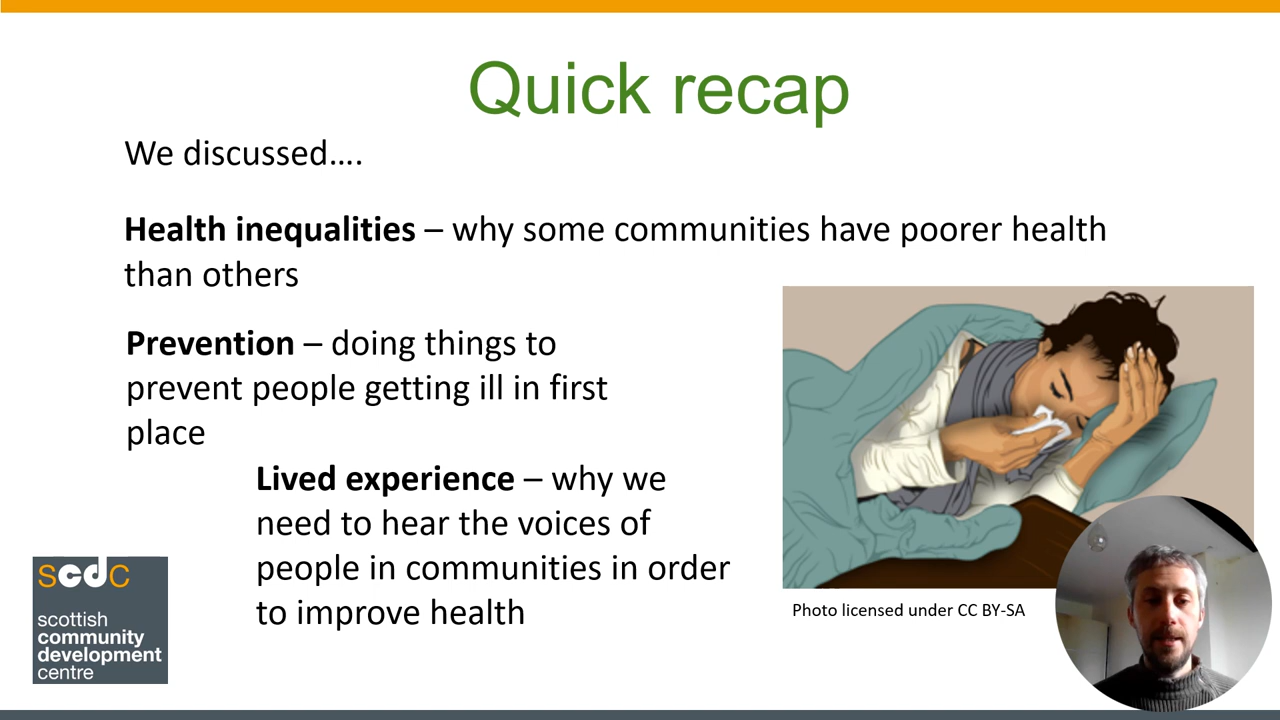 Quick recap
We discussed....
Health inequalities – why some communities have poorer health
than others
Prevention – doing things to
prevent people getting ill in first
place
Lived experience – why we
need to hear the voices of
people in communities in order
to improve health
scdc
scottish
community
development
centre
Photo licensed under CC BY-SA